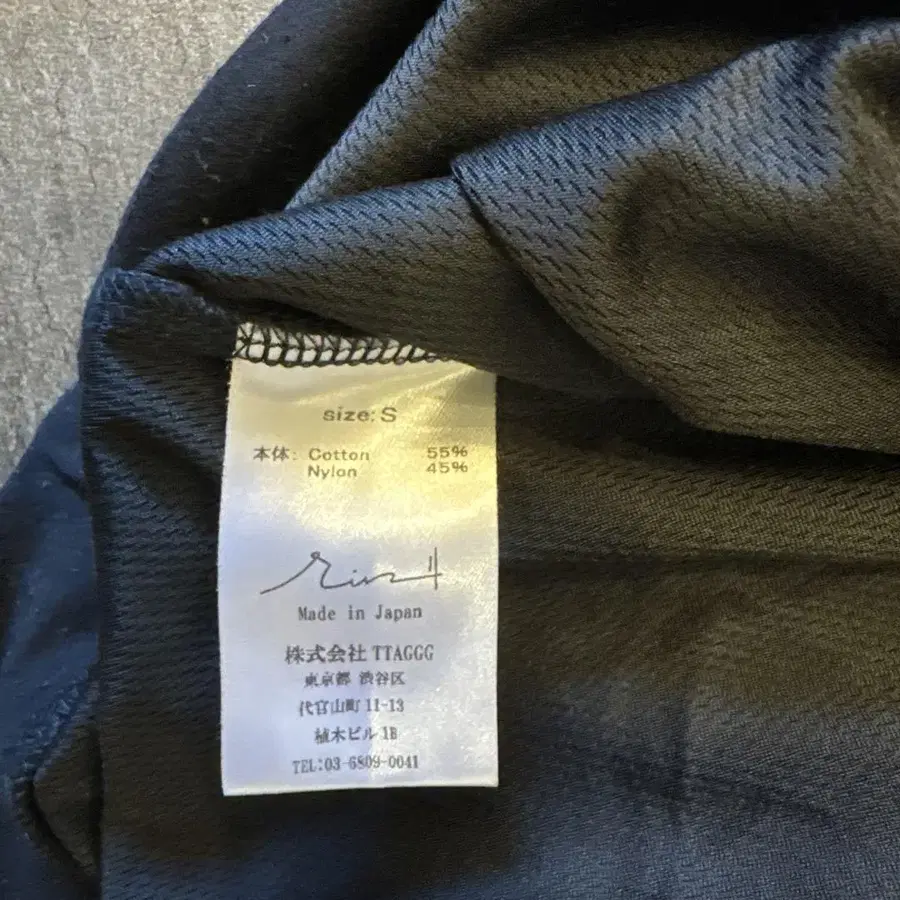 size: S
本体: Cotton 55%
Nylon 45%
Made in Japan
株式会社 TTAGGG
東京都 渋谷区
代官山町 11-13
植木ビル 1B
TEL:03-6809-0041